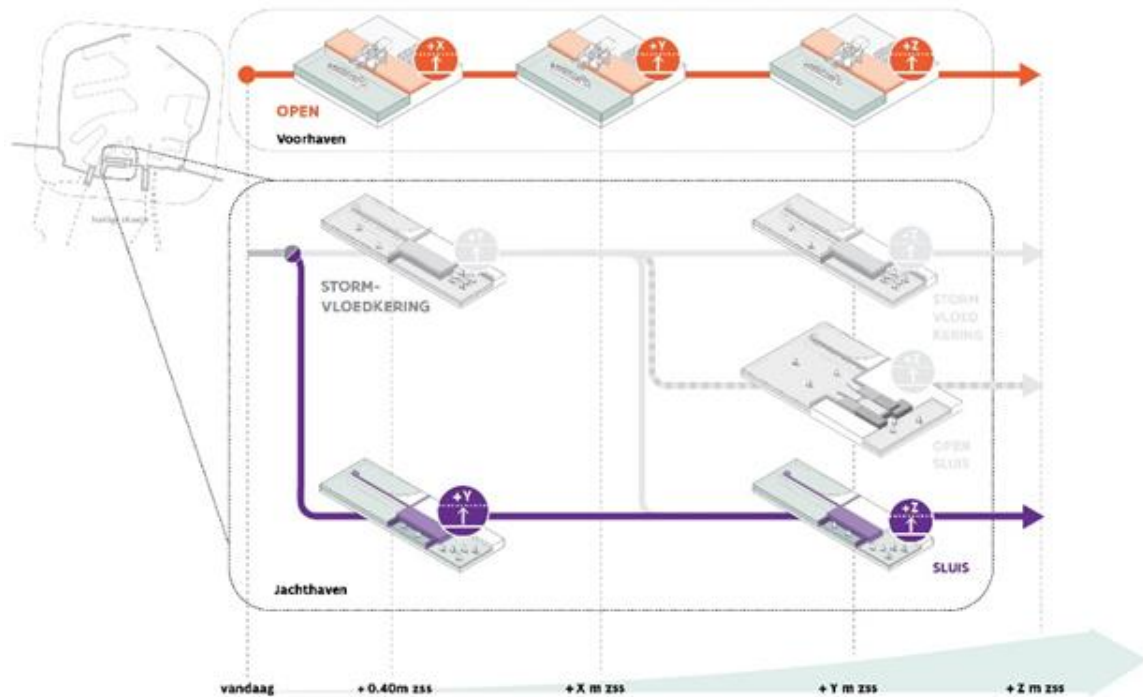 +X
+Y
+Z
OPEN
Voorhaven
+Y
+Z
STORM-
VLOEDKERING
STORM
VLOED
KERING
+Z
OPEN
SLUIS
+Y
+Z
SLUIS
Jachthaven
vandaag
+ 0.40m zss
+ X m zss
+ Y m zss
+ Z m zss